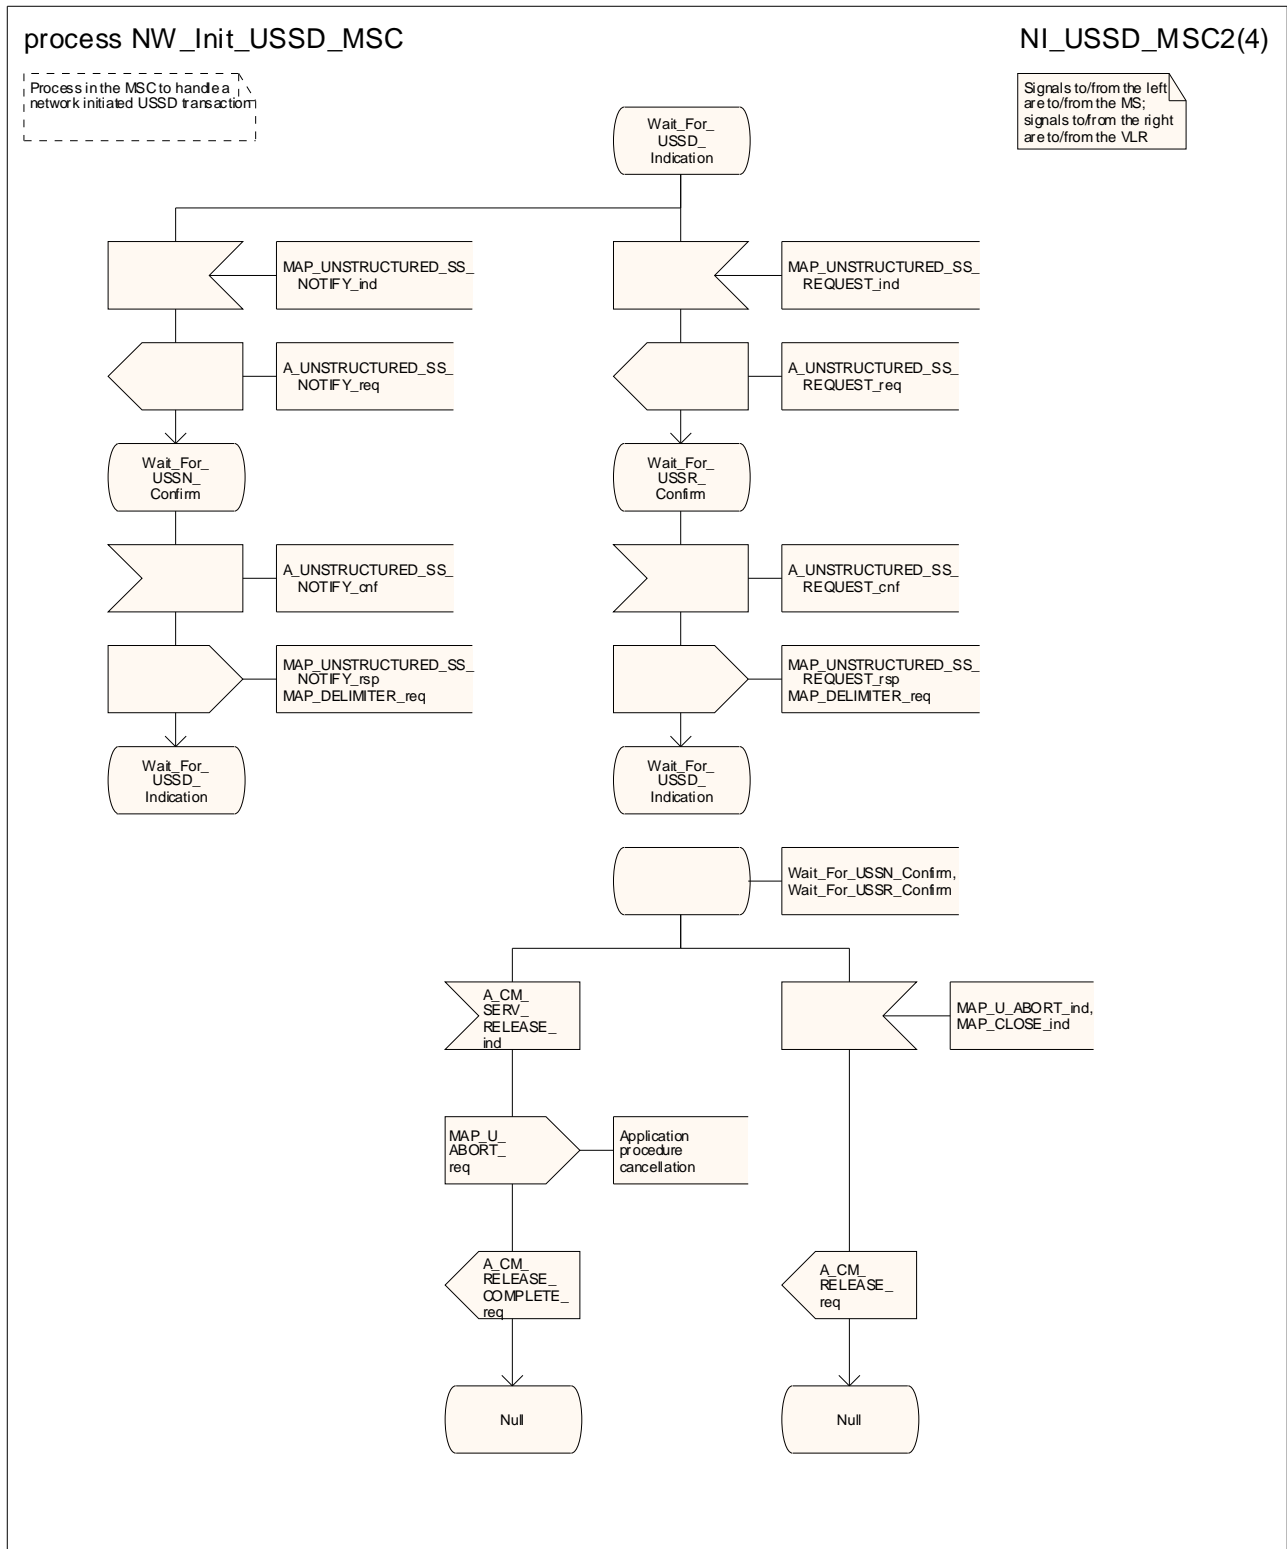 process NW_Init_USSD_MSC
NI_USSD_MSC2(4)
Process in the MSC to handle a
network initiated USSD transaction
Signals to/from the left
are to/from the MS;
signals to/from the right
are to/from the VLR
Wait_For_
USSD_
Indication
MAP_UNSTRUCTURED_SS_
NOTIFY_ind
MAP_UNSTRUCTURED_SS_
REQUEST_ind
A_UNSTRUCTURED_SS_
NOTIFY_req
A_UNSTRUCTURED_SS_
REQUEST_req
Wait_For_
USSN_
Confirm
Wait_For_
USSR_
Confirm
A_UNSTRUCTURED_SS_
NOTIFY_cnf
A_UNSTRUCTURED_SS_
REQUEST_cnf
MAP_UNSTRUCTURED_SS_
NOTIFY_rsp
MAP_DELIMITER_req
MAP_UNSTRUCTURED_SS_
REQUEST_rsp
MAP_DELIMITER_req
Wait_For_
USSD_
Indication
Wait_For_
USSD_
Indication
Wait_For_USSN_Confirm,
Wait_For_USSR_Confirm
A_CM_
SERV_
RELEASE_
ind
MAP_U_ABORT_ind,
MAP_CLOSE_ind
MAP_U_
ABORT_
req
Application
procedure
cancellation
A_CM_
RELEASE_
COMPLETE_
req
A_CM_
RELEASE_
req
Null
Null